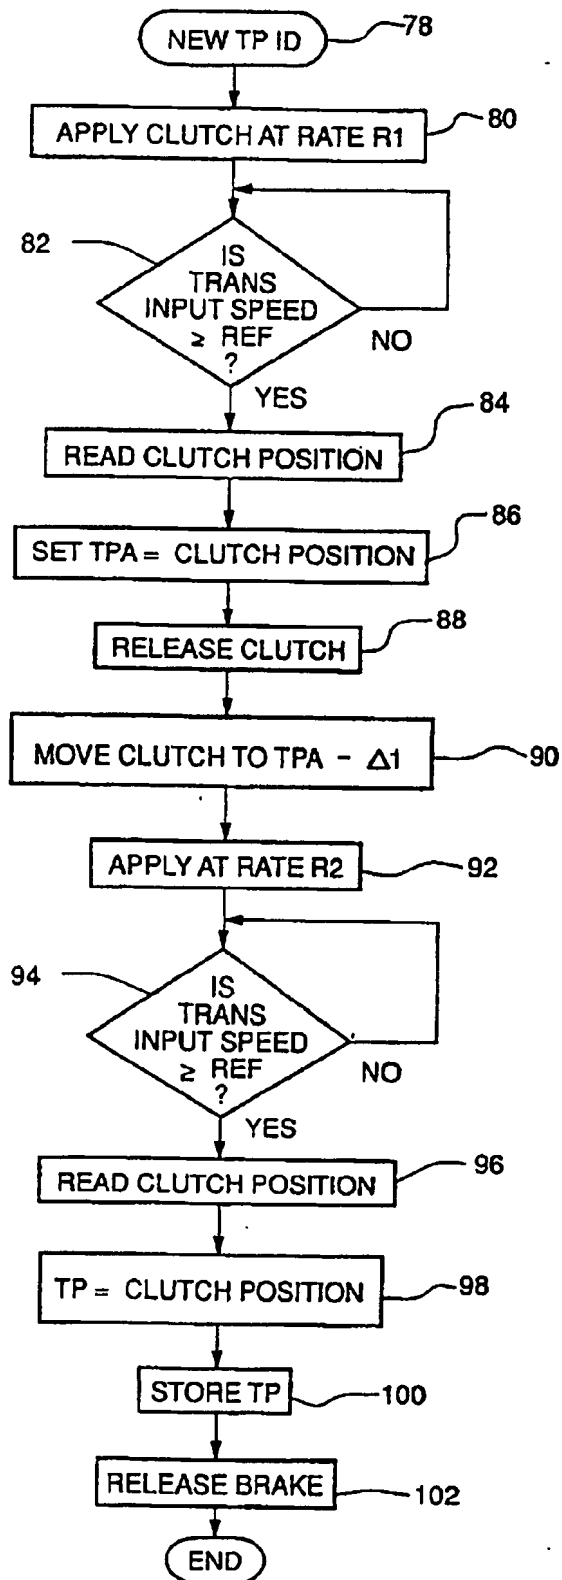 NEW TP ID
78
APPLY CLUTCH AT RATE R1
80
82
IS
TRANS
INPUT SPEED
≥ REF
?
NO
YES
84
READ CLUTCH POSITION
86
SET TPA = CLUTCH POSITION
88
RELEASE CLUTCH
MOVE CLUTCH TO TPA - Δ1
90
APPLY AT RATE R2
92
94
IS
TRANS
INPUT SPEED
≥ REF
?
NO
YES
READ CLUTCH POSITION
96
TP = CLUTCH POSITION
98
STORE TP
100
RELEASE BRAKE
102
END